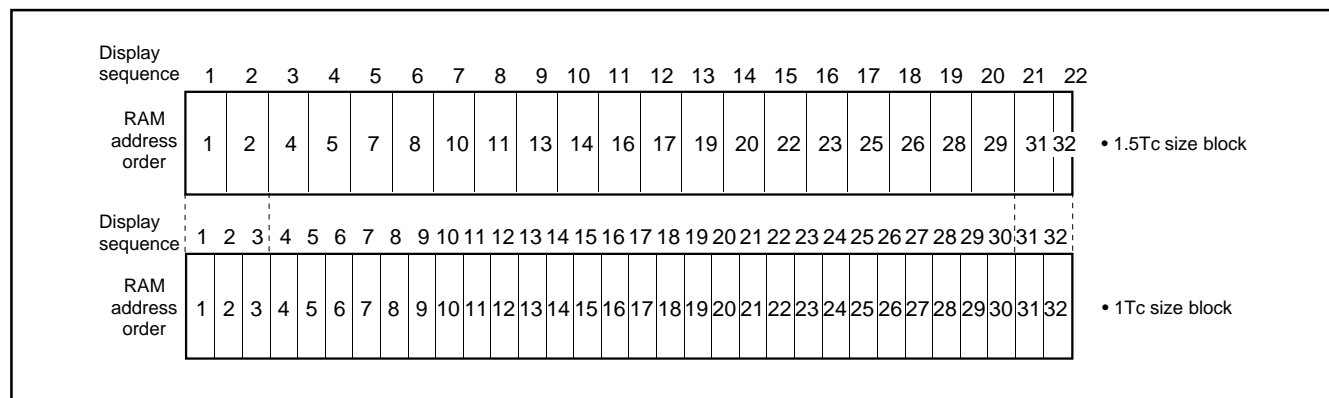 Display
sequence 1 2 3 4 5 6 7 8 9 10 11 12 13 14 15 16 17 18 19 20 21 22
RAM
address
order
1 2 4 5 7 8 10 11 13 14 16 17 19 20 22 23 25 26 28 29 31 32
• 1.5Tc size block
Display
sequence 1 2 3 4 5 6 7 8 9 10 11 12 13 14 15 16 17 18 19 20 21 22 23 24 25 26 27 28 29 30 31 32
RAM
address
order
1 2 3 4 5 6 7 8 9 10 11 12 13 14 15 16 17 18 19 20 21 22 23 24 25 26 27 28 29 30 31 32
• 1Tc size block